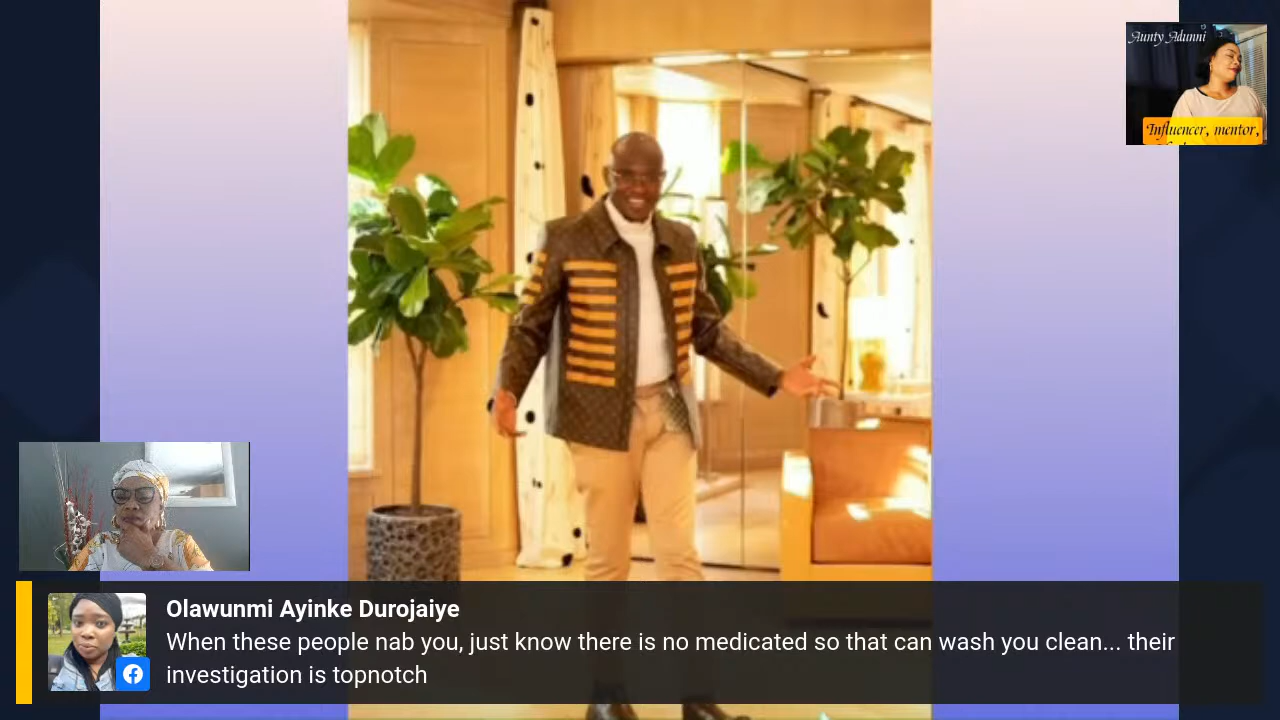 Aunty Adunni
Influencer, mentor,
Olawunmi Ayinke Durojaiye
When these people nab you, just know there is no medicated so that can wash you clean... their
investigation is topnotch